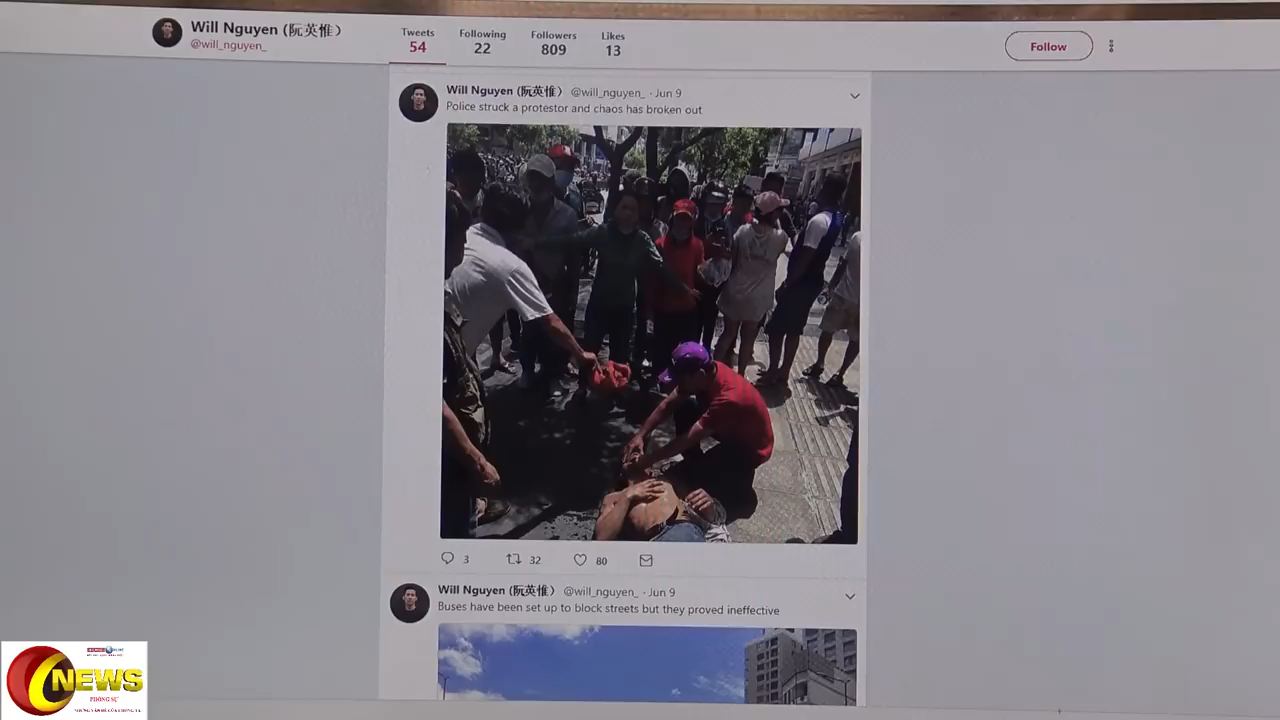 Will Nguyen (阮英惟)
@will_nguyen_
Tweets
54
Following
22
Followers
809
Likes
13
Follow
Will Nguyen (阮英惟) @will_nguyen_ · Jun 9
Police struck a protestor and chaos has broken out
3
32
80
Will Nguyen (阮英惟) @will_nguyen_ · Jun 9
Buses have been set up to block streets but they proved ineffective
NEWS
PHÓNG SỰ